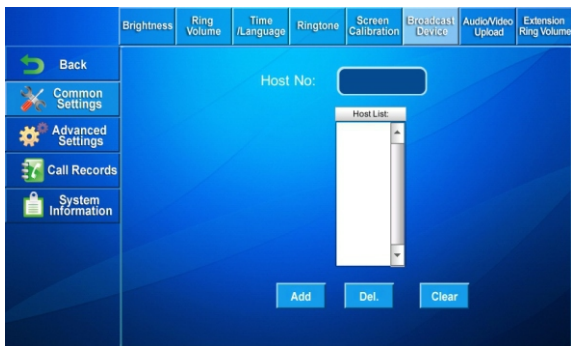 Brightness
Ring
Volume
Time
/Language
Ringtone
Screen
Calibration
Broadcast
Device
Audio/Video
Upload
Extension
Ring Volume
Back
Common
Settings
Advanced
Settings
Call Records
System
Information
Host No:
Host List:
Add
Del.
Clear